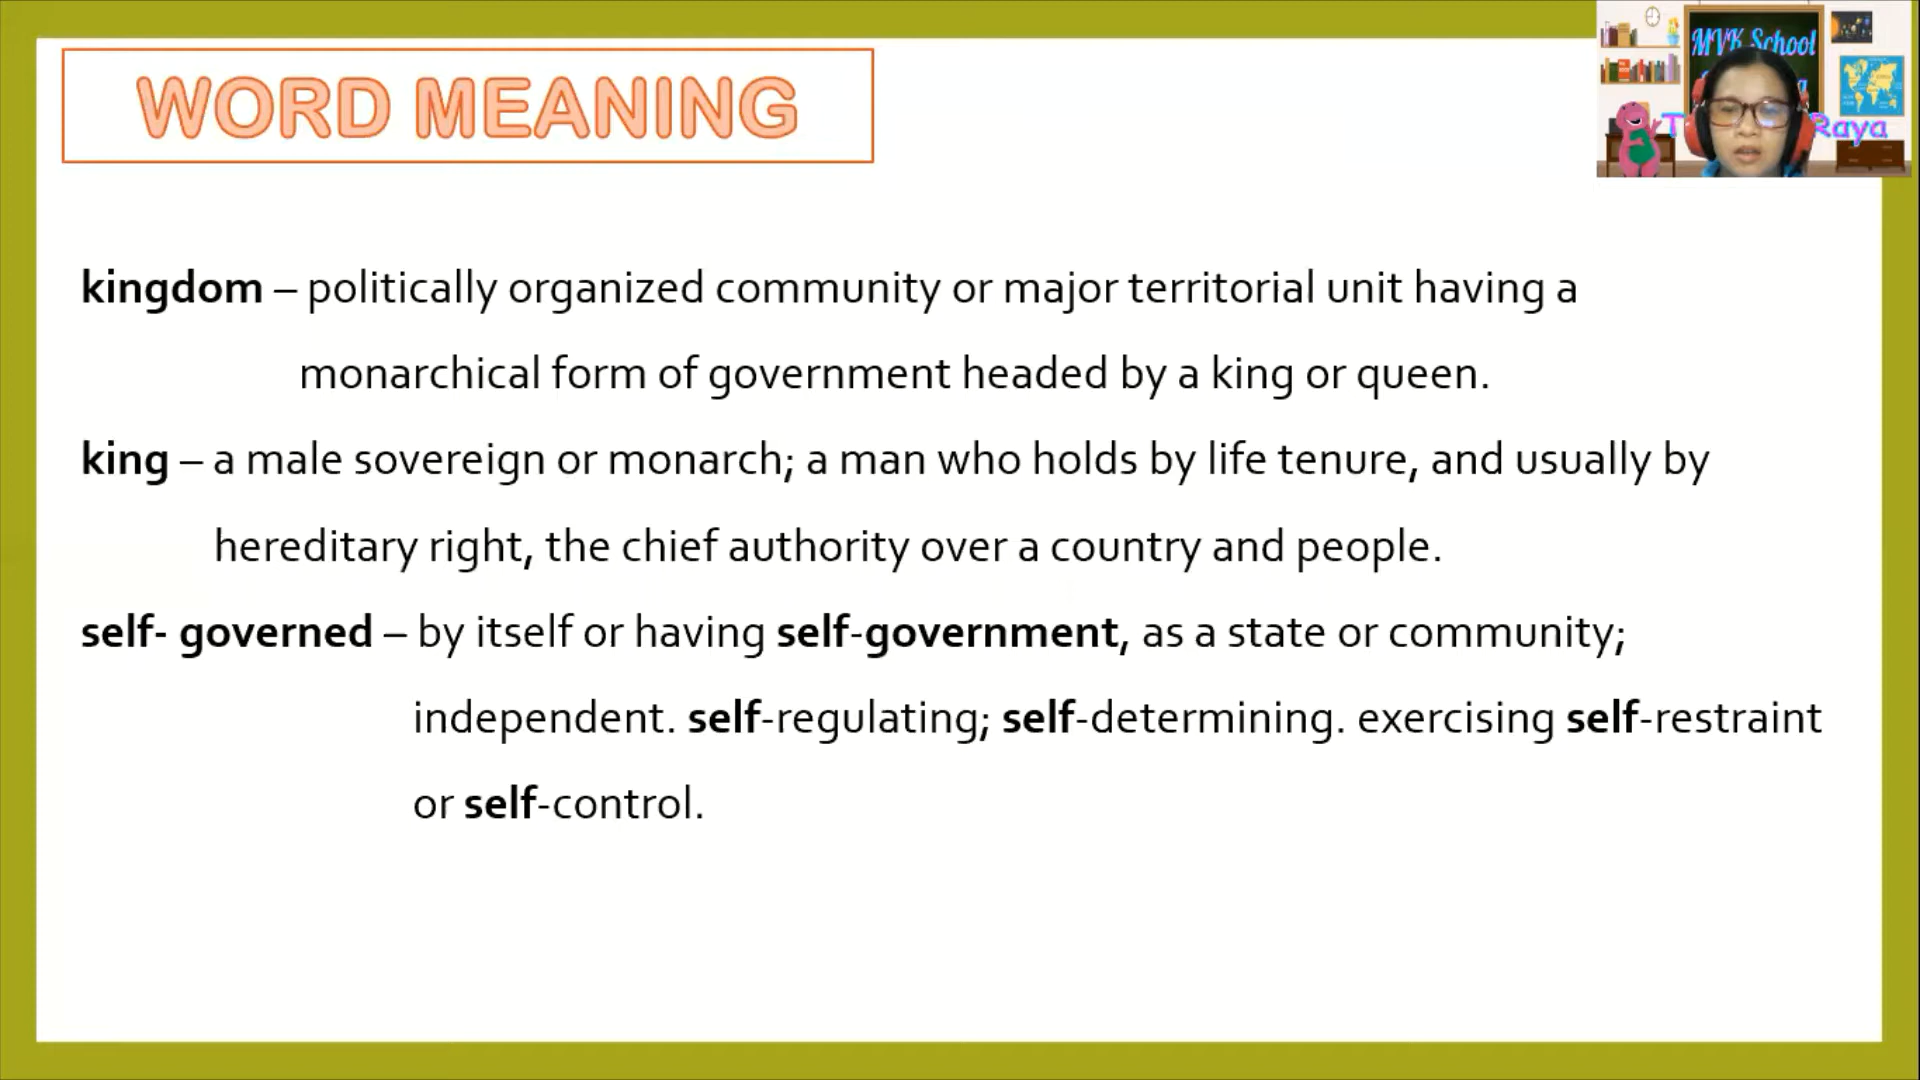 WORD MEANING
MVK School
Raya
kingdom – politically organized community or major territorial unit having a
monarchical form of government headed by a king or queen.
king – a male sovereign or monarch; a man who holds by life tenure, and usually by
hereditary right, the chief authority over a country and people.
self- governed – by itself or having self-government, as a state or community;
independent. self-regulating; self-determining. exercising self-restraint
or self-control.